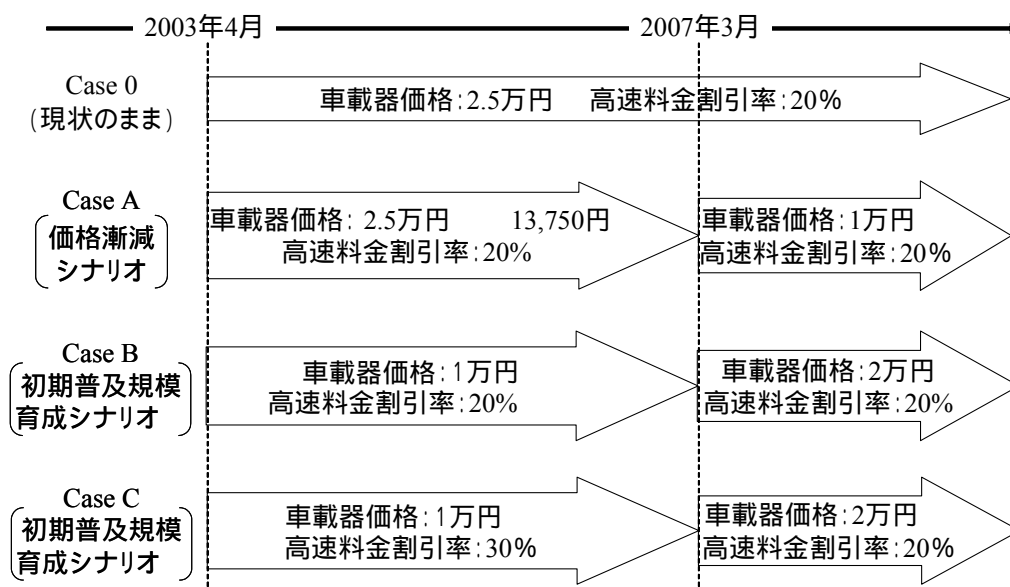 2003年4月 2007年3月
Case 0
(現状のまま)
車載器価格:2.5万円 高速料金割引率:20%
Case A
価格漸減
シナリオ
車載器価格: 2.5万円 13,750円
高速料金割引率:20%
車載器価格:1万円
高速料金割引率:20%
Case B
初期普及規模
育成シナリオ
車載器価格:1万円
高速料金割引率:20%
車載器価格:2万円
高速料金割引率:20%
Case C
初期普及規模
育成シナリオ
車載器価格:1万円
高速料金割引率:30%
車載器価格:2万円
高速料金割引率:20%